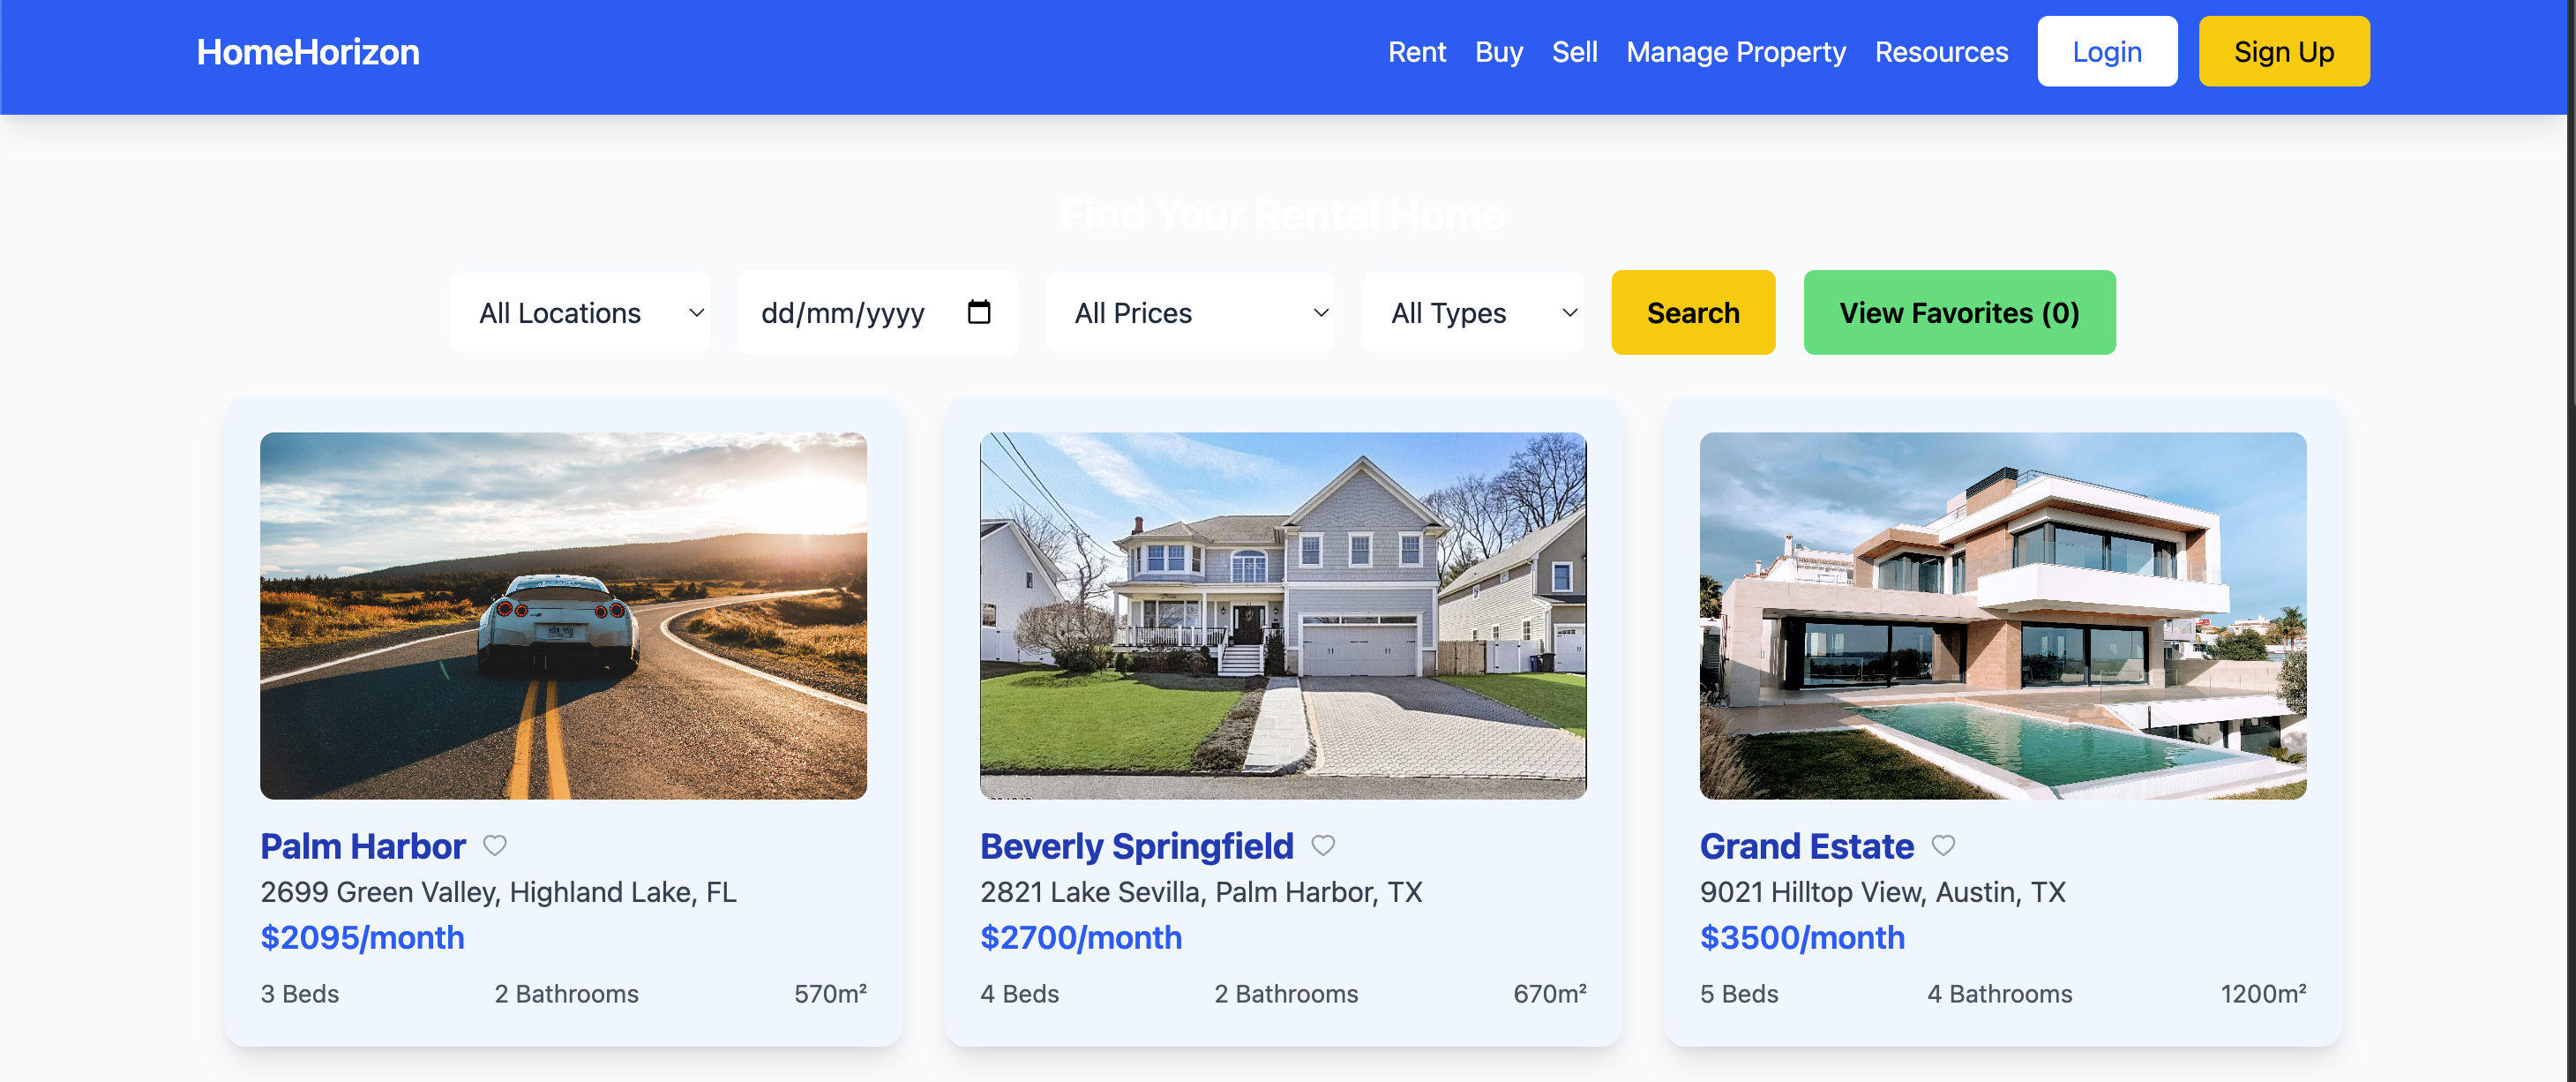 HomeHorizon
Rent Buy Sell Manage Property Resources Login Sign Up
Find Your Rental Home
All Locations dd/mm/yyyy All Prices All Types Search View Favorites (0)
Palm Harbor
2699 Green Valley, Highland Lake, FL
$2095/month
3 Beds 2 Bathrooms 570m²
Beverly Springfield
2821 Lake Sevilla, Palm Harbor, TX
$2700/month
4 Beds 2 Bathrooms 670m²
Grand Estate
9021 Hilltop View, Austin, TX
$3500/month
5 Beds 4 Bathrooms 1200m²